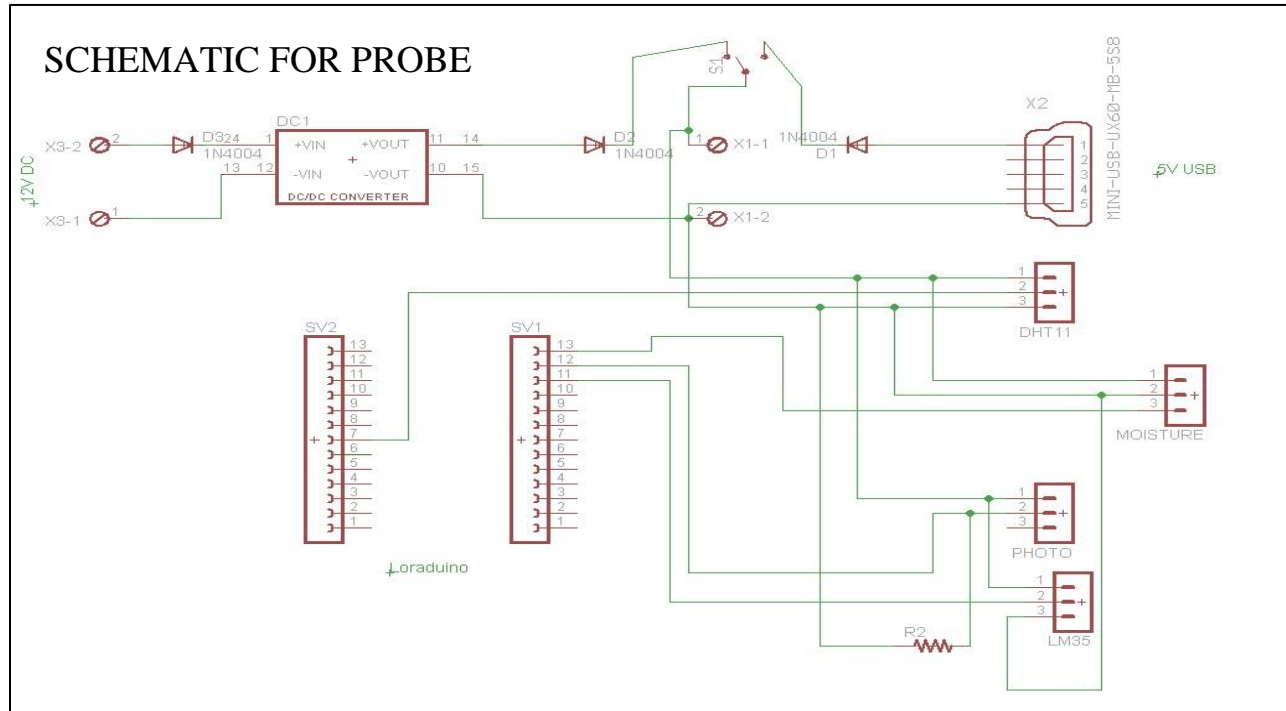 SCHEMATIC FOR PROBE
S1
MINI-USB-UX60-MB-5S8
X2
DC1
X3-2 2
D3
24 1 +VIN +VOUT 11 14
D2
1 X1-1
1N4004
D1
1
1N4004
1N4004
2
+12V DC
13 12 -VIN -VOUT 10 15
3
5V USB
4
DC/DC CONVERTER
5
X3-1 1
2 X1-2
1
2
3
DHT11
SV2
SV1
13
12
11
10
9
8
7
6
5
4
3
2
1
13
12
11
10
9
8
7
6
5
4
3
2
1
1
2
3
MOISTURE
1
2
3
PHOTO
Loraduino
1
2
3
LM35
R2